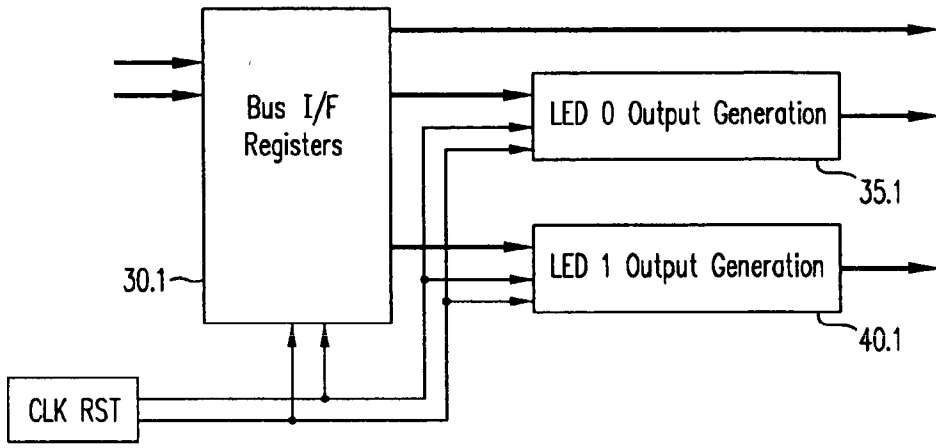 Bus I/F
Registers
LED 0 Output Generation
35.1
LED 1 Output Generation
30.1
40.1
CLK RST